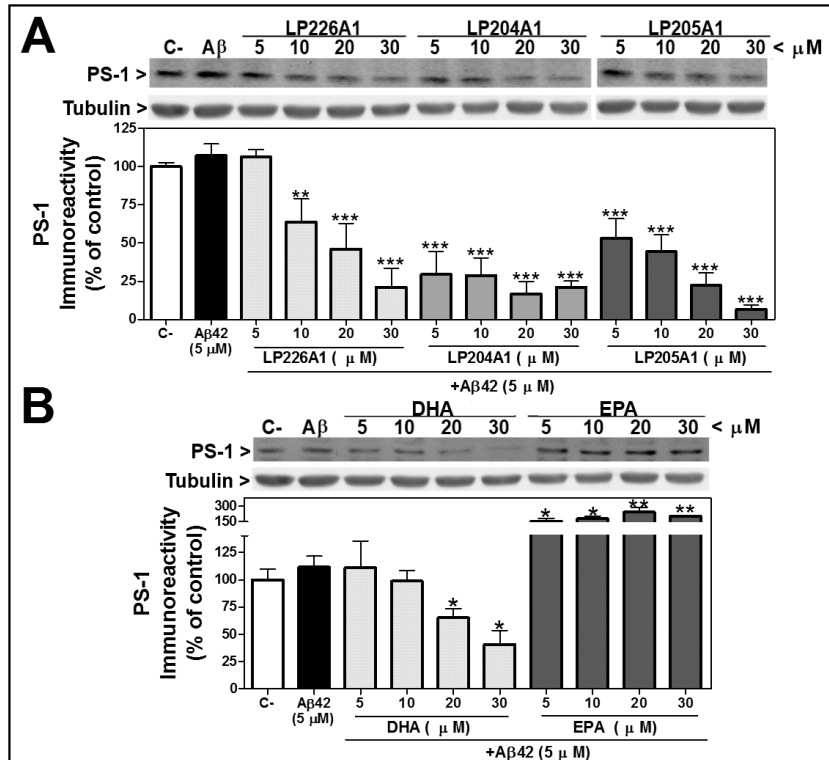 A
LP226A1 LP204A1 LP205A1
C- Aβ 5 10 20 30 5 10 20 30 5 10 20 30 < μM
PS-1 >
Tubulin >
PS-1
Immunoreactivity
(% of control)
125
100
75
50
25
0
** *** *** *** *** *** *** *** *** *** ***
C- Aβ42 (5 μM) 5 10 20 30 5 10 20 30 5 10 20 30
LP226A1 ( μ M) LP204A1 ( μ M) LP205A1 ( μ M)
+Aβ42 (5 μ M)
B
DHA EPA
C- Aβ 5 10 20 30 5 10 20 30 < μM
PS-1 >
Tubulin >
PS-1
Immunoreactivity
(% of control)
300
150
100
75
50
25
0
* * * * ** **
C- Aβ42 (5 μM) 5 10 20 30 5 10 20 30
DHA ( μ M) EPA ( μ M)
+Aβ42 (5 μ M)